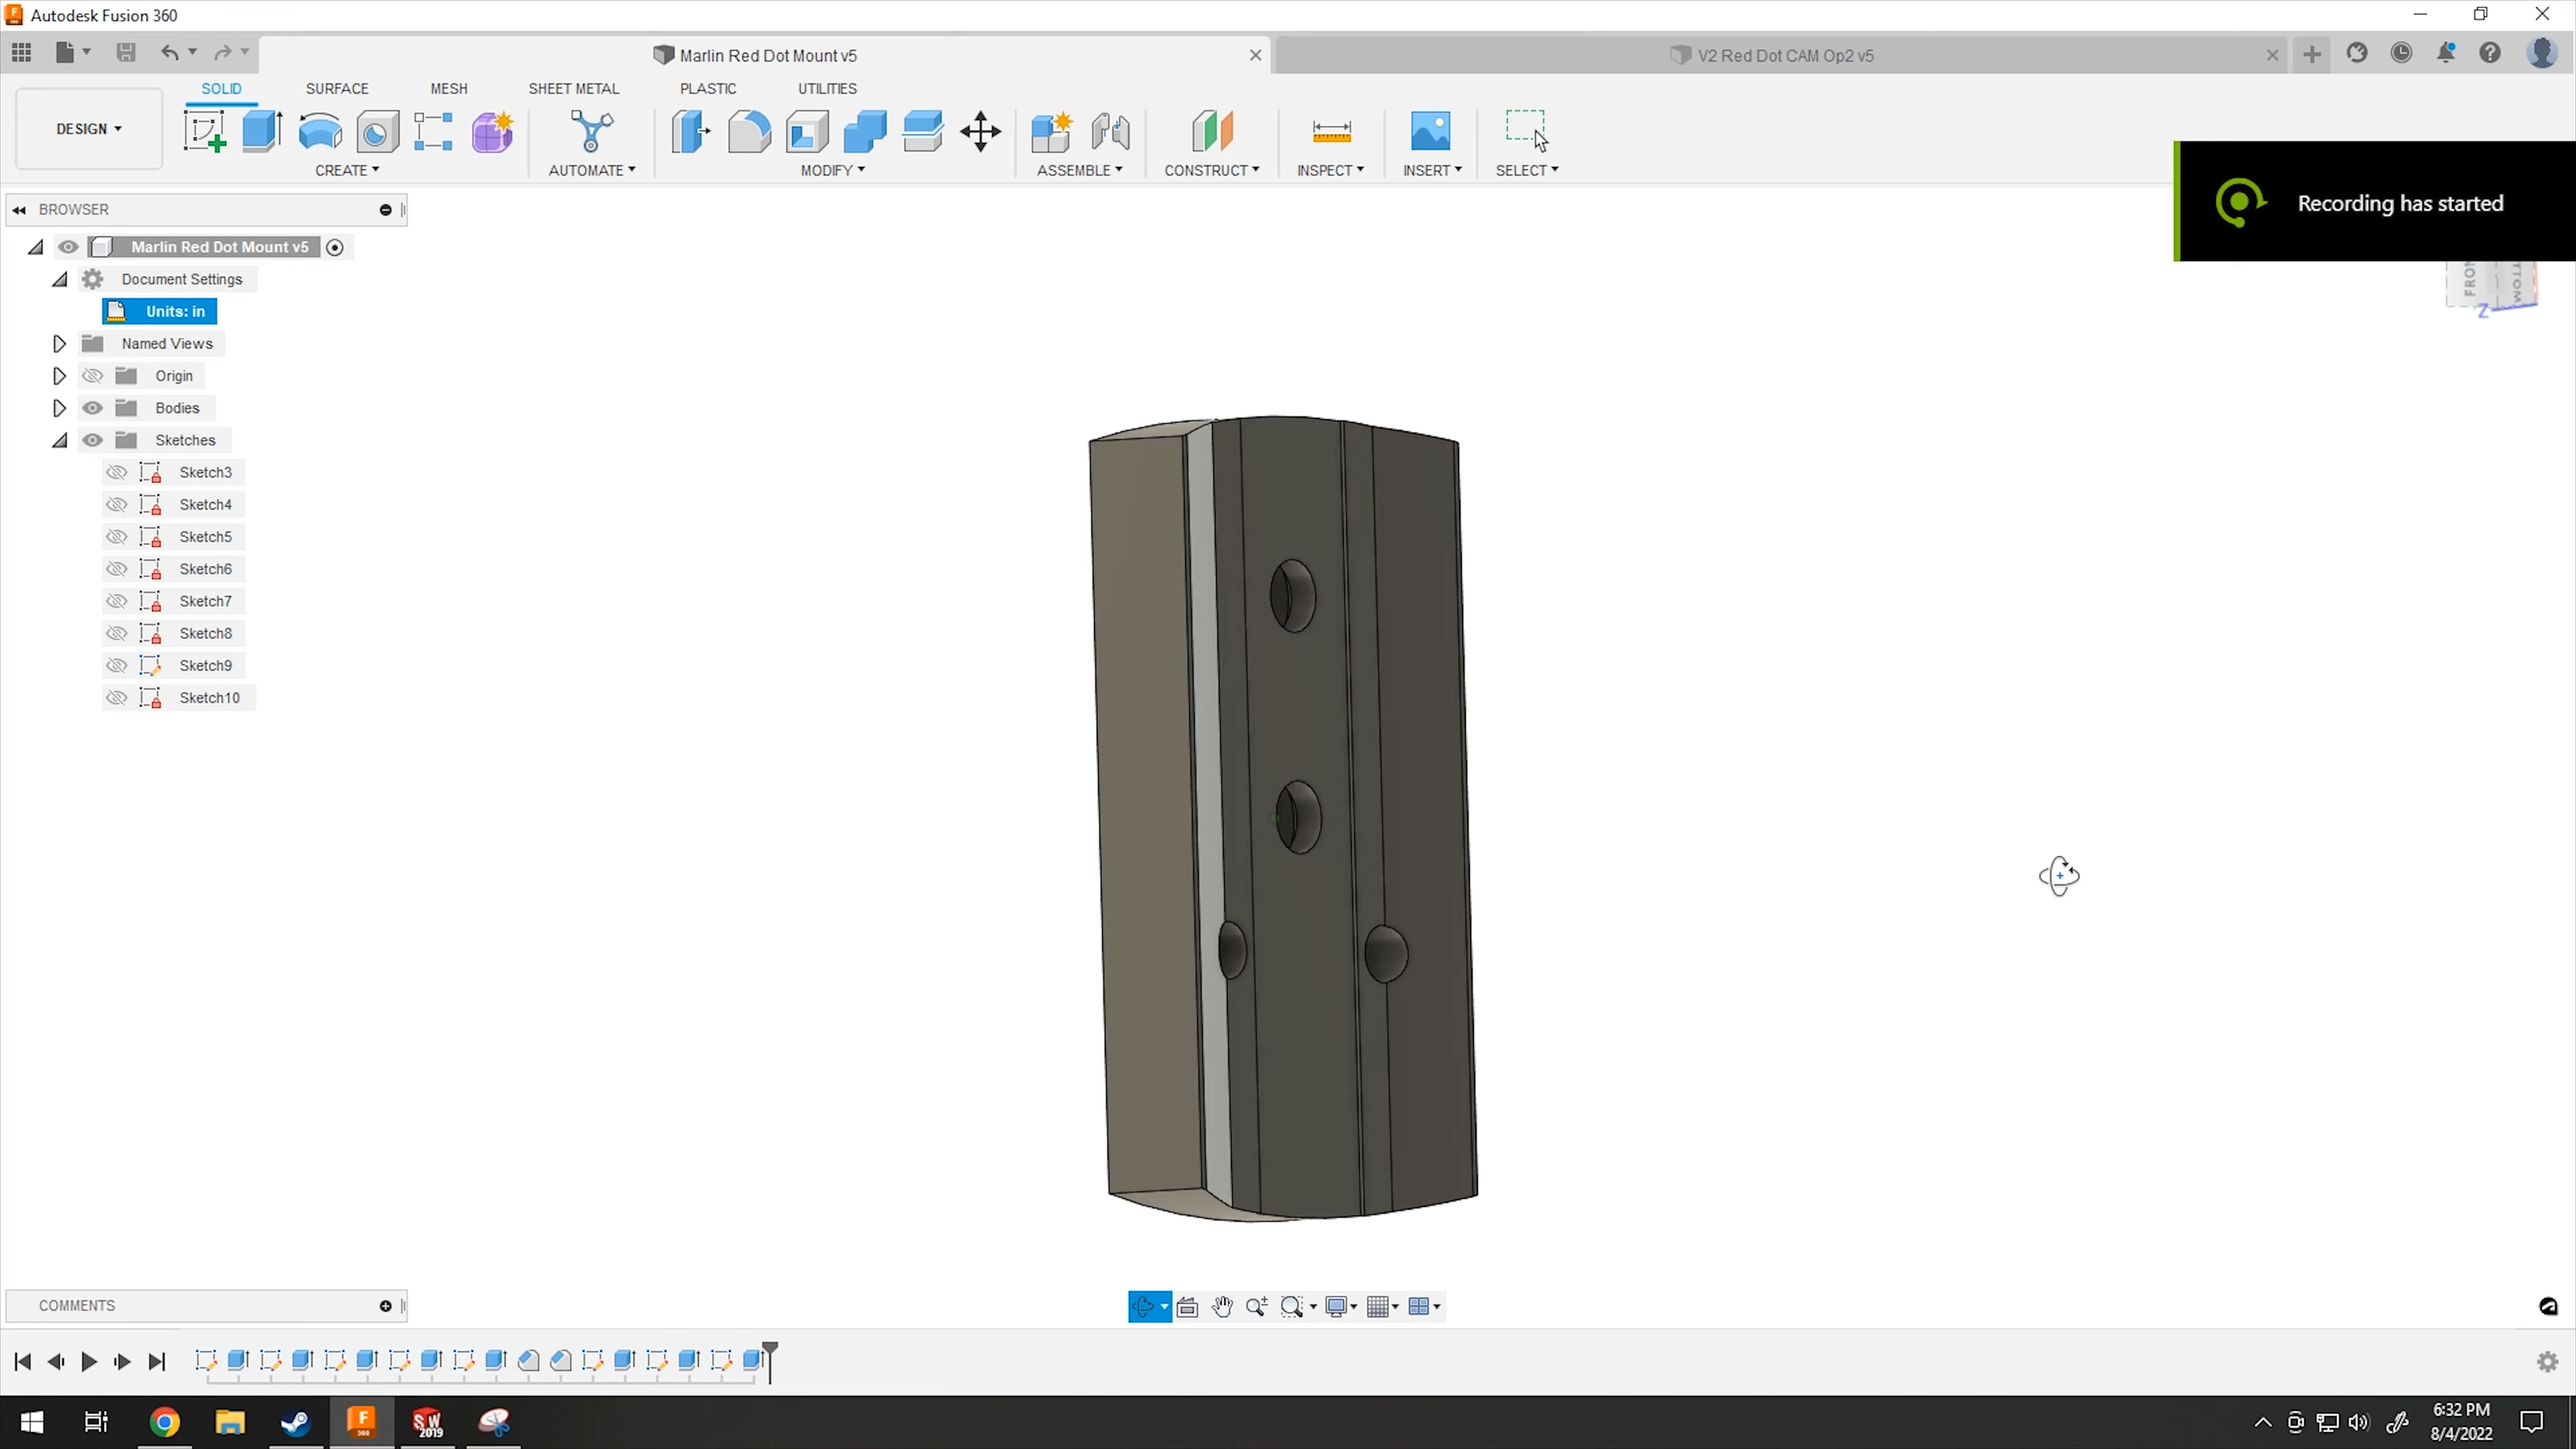 Autodesk Fusion 360
Marlin Red Dot Mount v5
V2 Red Dot CAM Op2 v5
SOLID
SURFACE
MESH
SHEET METAL
PLASTIC
UTILITIES
DESIGN
CREATE
AUTOMATE
MODIFY
ASSEMBLE
CONSTRUCT
INSPECT
INSERT
SELECT
Recording has started
BROWSER
Marlin Red Dot Mount v5
Document Settings
Units: in
Named Views
Origin
Bodies
Sketches
Sketch3
Sketch4
Sketch5
Sketch6
Sketch7
Sketch8
Sketch9
Sketch10
Z
COMMENTS
F
360
SW
2019
6:32 PM
8/4/2022